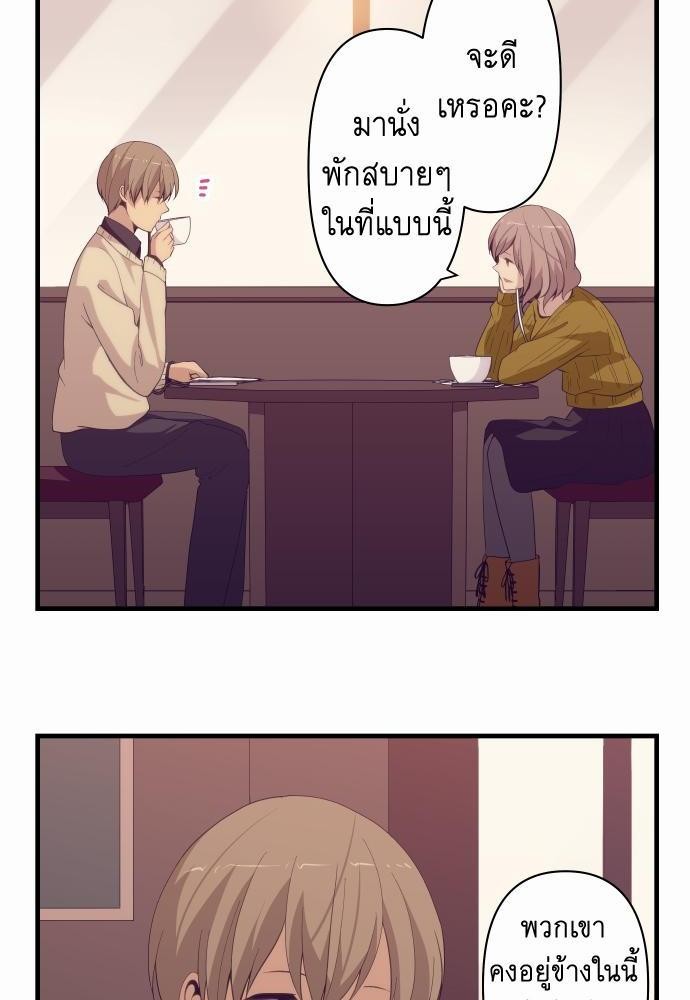 จะดี
เหรอคะ?
มานั่ง
พักสบายๆ
ในที่แบบนี้
พวกเขา
คงอยู่ข้างในนี้